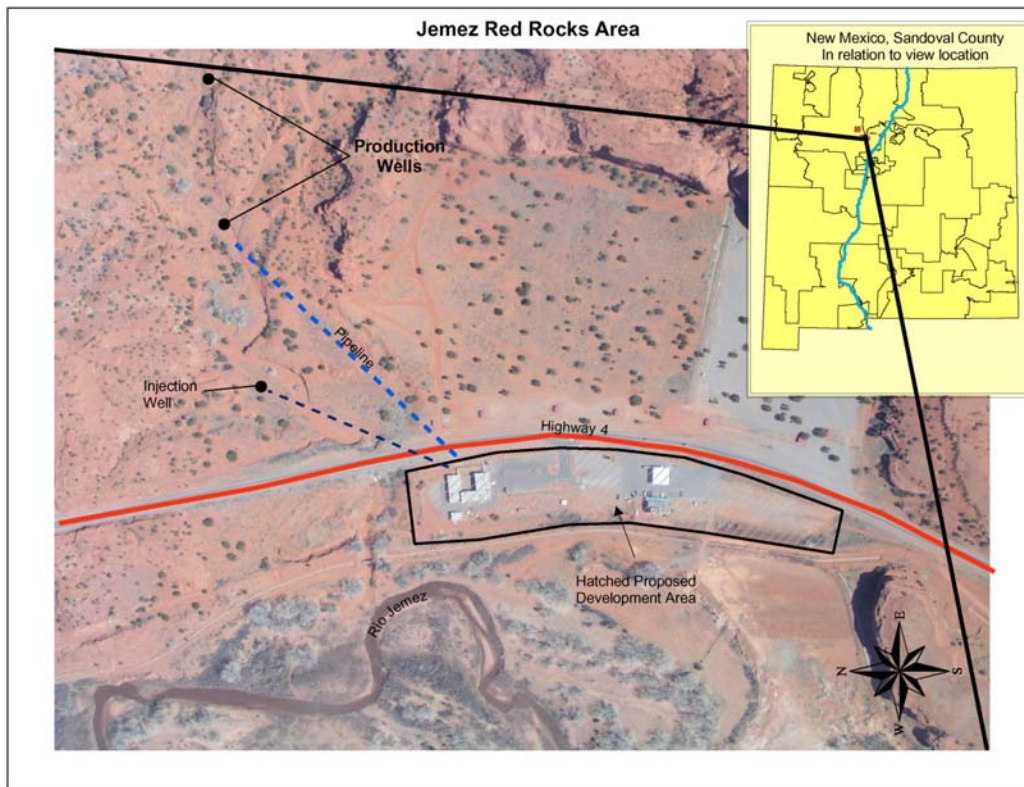 Jemez Red Rocks Area
New Mexico, Sandoval County
In relation to view location
Production
Wells
Pipeline
Injection
Well
Highway 4
Hatched Proposed
Development Area
Rio Jemez
E
N
S
W